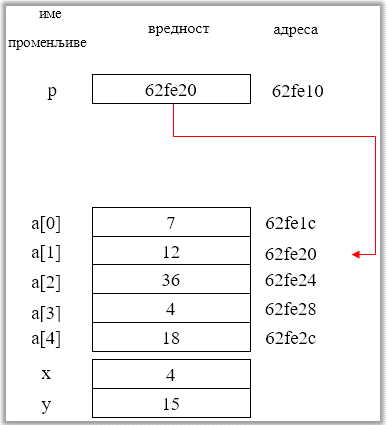 име
променљиве вредност адреса
p 62fe20 62fe10
a[0] 7 62fe1c
a[1] 12 62fe20
a[2] 36 62fe24
a[3] 4 62fe28
a[4] 18 62fe2c
x 4
y 15